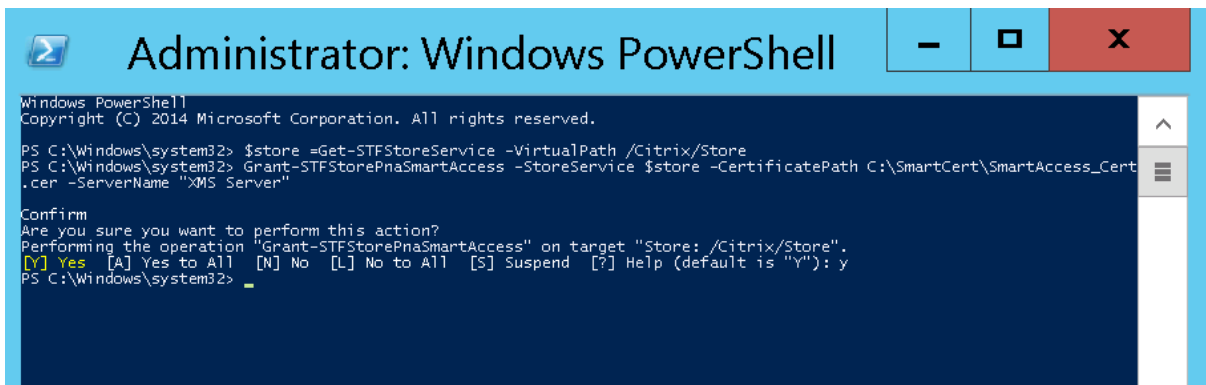 Administrator: Windows PowerShell
Windows PowerShell
Copyright (C) 2014 Microsoft Corporation. All rights reserved.
PS C:\Windows\system32> $store =Get-STFStoreService -VirtualPath /Citrix/Store
PS C:\Windows\system32> Grant-STFStorePnaSmartAccess -StoreService $store -CertificatePath C:\SmartCert\SmartAccess_Cert
.cer -ServerName "XMS Server"
Confirm
Are you sure you want to perform this action?
Performing the operation "Grant-STFStorePnaSmartAccess" on target "Store: /Citrix/Store".
[Y] Yes  [A] Yes to All  [N] No  [L] No to All  [S] Suspend  [?] Help (default is "Y"): y
PS C:\Windows\system32>